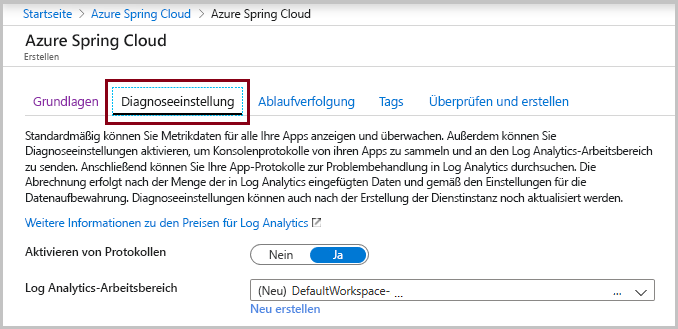 Startseite > Azure Spring Cloud > Azure Spring Cloud
Azure Spring Cloud
Erstellen
Grundlagen Diagnoseeinstellung Ablaufverfolgung Tags Überprüfen und erstellen
Standardmäßig können Sie Metrikdaten für alle Ihre Apps anzeigen und überwachen. Außerdem können Sie
Diagnoseeinstellungen aktivieren, um Konsolenprotokolle von ihren Apps zu sammeln und an den Log Analytics-Arbeitsbereich
zu senden. Anschließend können Sie Ihre App-Protokolle zur Problembehandlung in Log Analytics durchsuchen. Die
Abrechnung erfolgt nach der Menge der in Log Analytics eingefügten Daten und gemäß den Einstellungen für die
Datenaufbewahrung. Diagnoseeinstellungen können auch nach der Erstellung der Dienstinstanz noch aktualisiert werden.
Weitere Informationen zu den Preisen für Log Analytics
Aktivieren von Protokollen Nein Ja
Log Analytics-Arbeitsbereich (Neu) DefaultWorkspace- ... ...
Neu erstellen